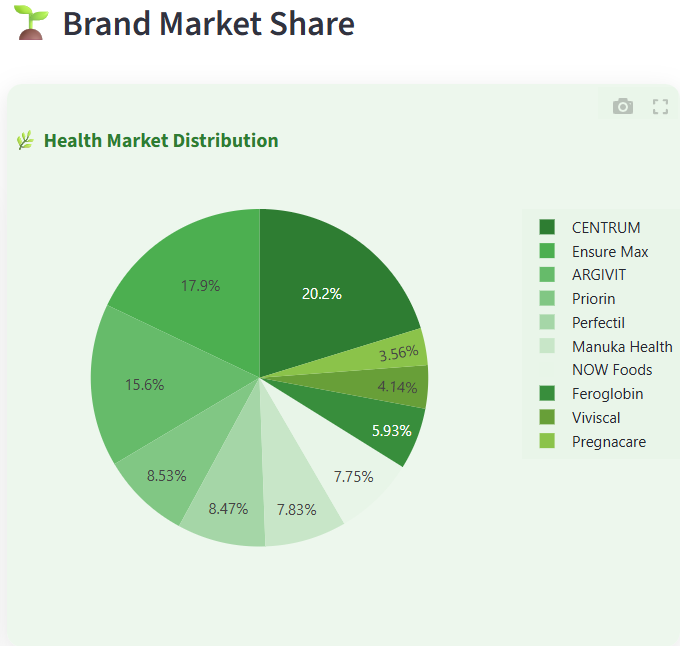 Brand Market Share
Health Market Distribution
17.9%
20.2%
15.6%
3.56%
4.14%
5.93%
8.53%
8.47%
7.83%
7.75%
CENTRUM
Ensure Max
ARGIVIT
Priorin
Perfectil
Manuka Health
NOW Foods
Feroglobin
Viviscal
Pregnacare